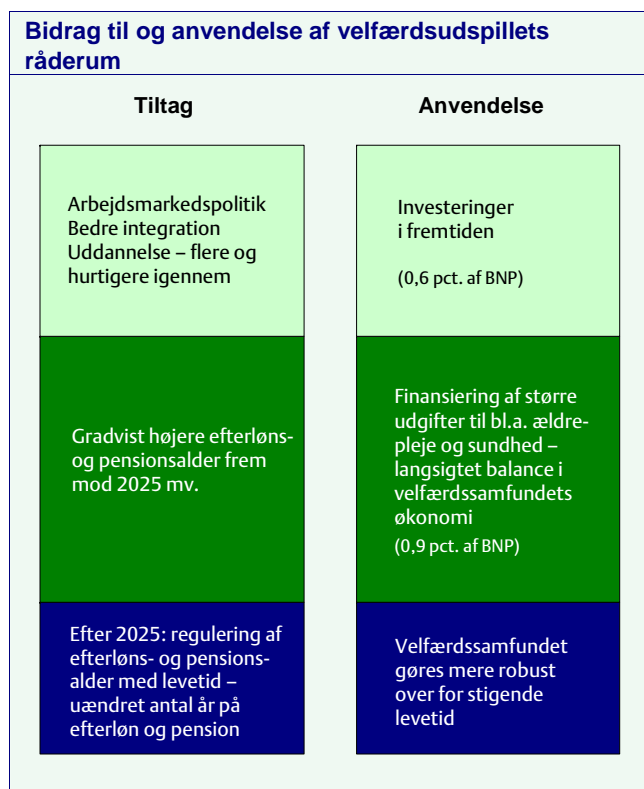 Bidrag til og anvendelse af velfærdsudspillets
råderum
Tiltag
Arbejdsmarkedspolitik
Bedre integration
Uddannelse – flere og
hurtigere igennem
Gradvist højere efterløns-
og pensionsalder frem
mod 2025 mv.
Efter 2025: regulering af
efterløns- og pensions-
alder med levetid –
uændret antal år på
efterløn og pension
Anvendelse
Investeringer
i fremtiden
(0,6 pct. af BNP)
Finansiering af større
udgifter til bl.a. ældre-
pleje og sundhed –
langsigtet balance i
velfærdssamfundets
økonomi
(0,9 pct. af BNP)
Velfærdssamfundet
gøres mere robust
over for stigende
levetid